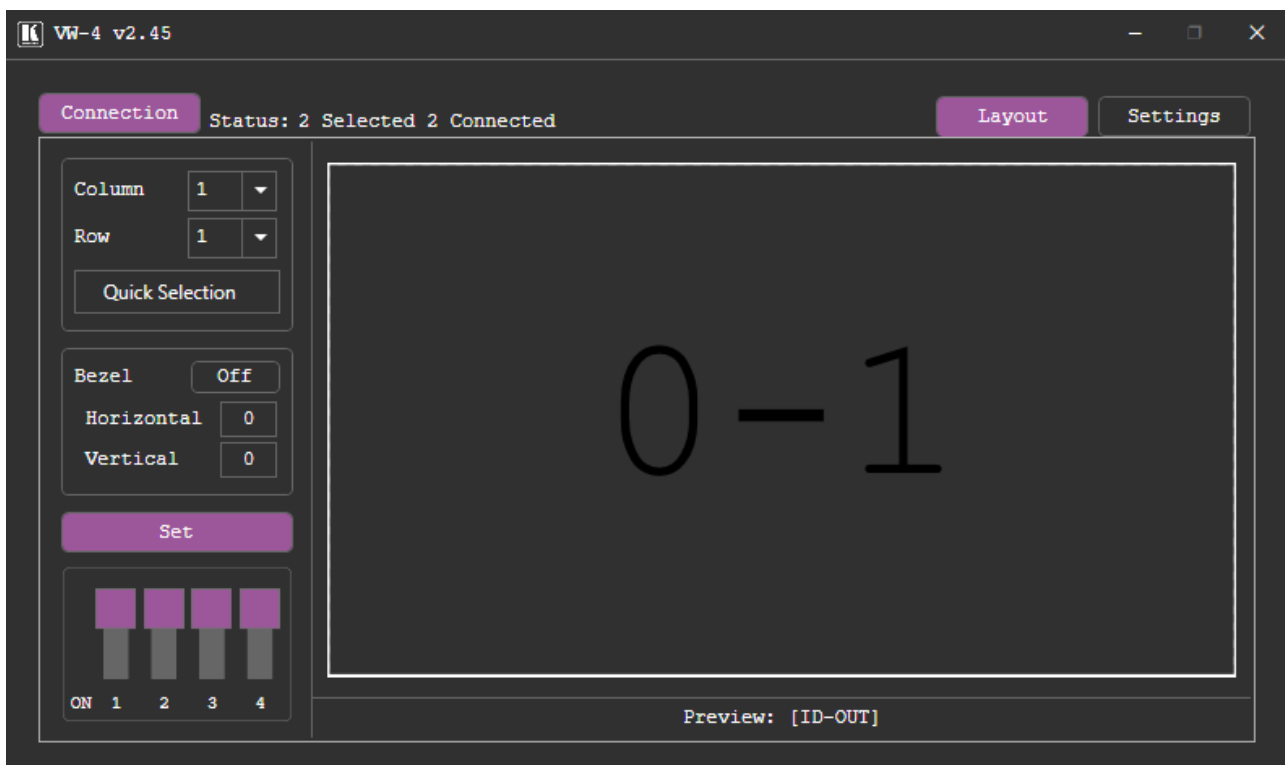 VW-4 v2.45
Connection Status: 2 Selected 2 Connected Layout Settings
Column 1
Row 1
Quick Selection
Bezel Off
Horizontal 0
Vertical 0
Set
ON 1 2 3 4
0-1
Preview: [ID-OUT]